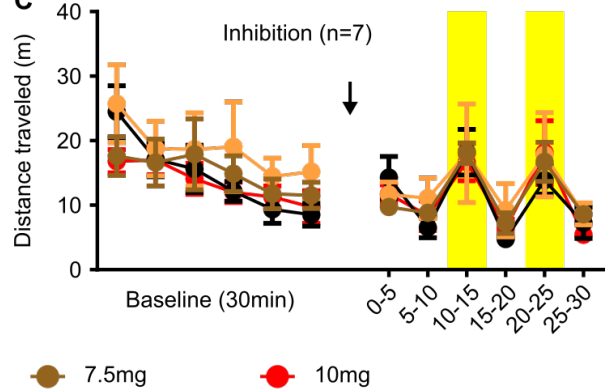 C
Inhibition (n=7)
Distance traveled (m)
40
30
20
10
0
Baseline (30min)
0-5
5-10
10-15
15-20
20-25
25-30
7.5mg
10mg